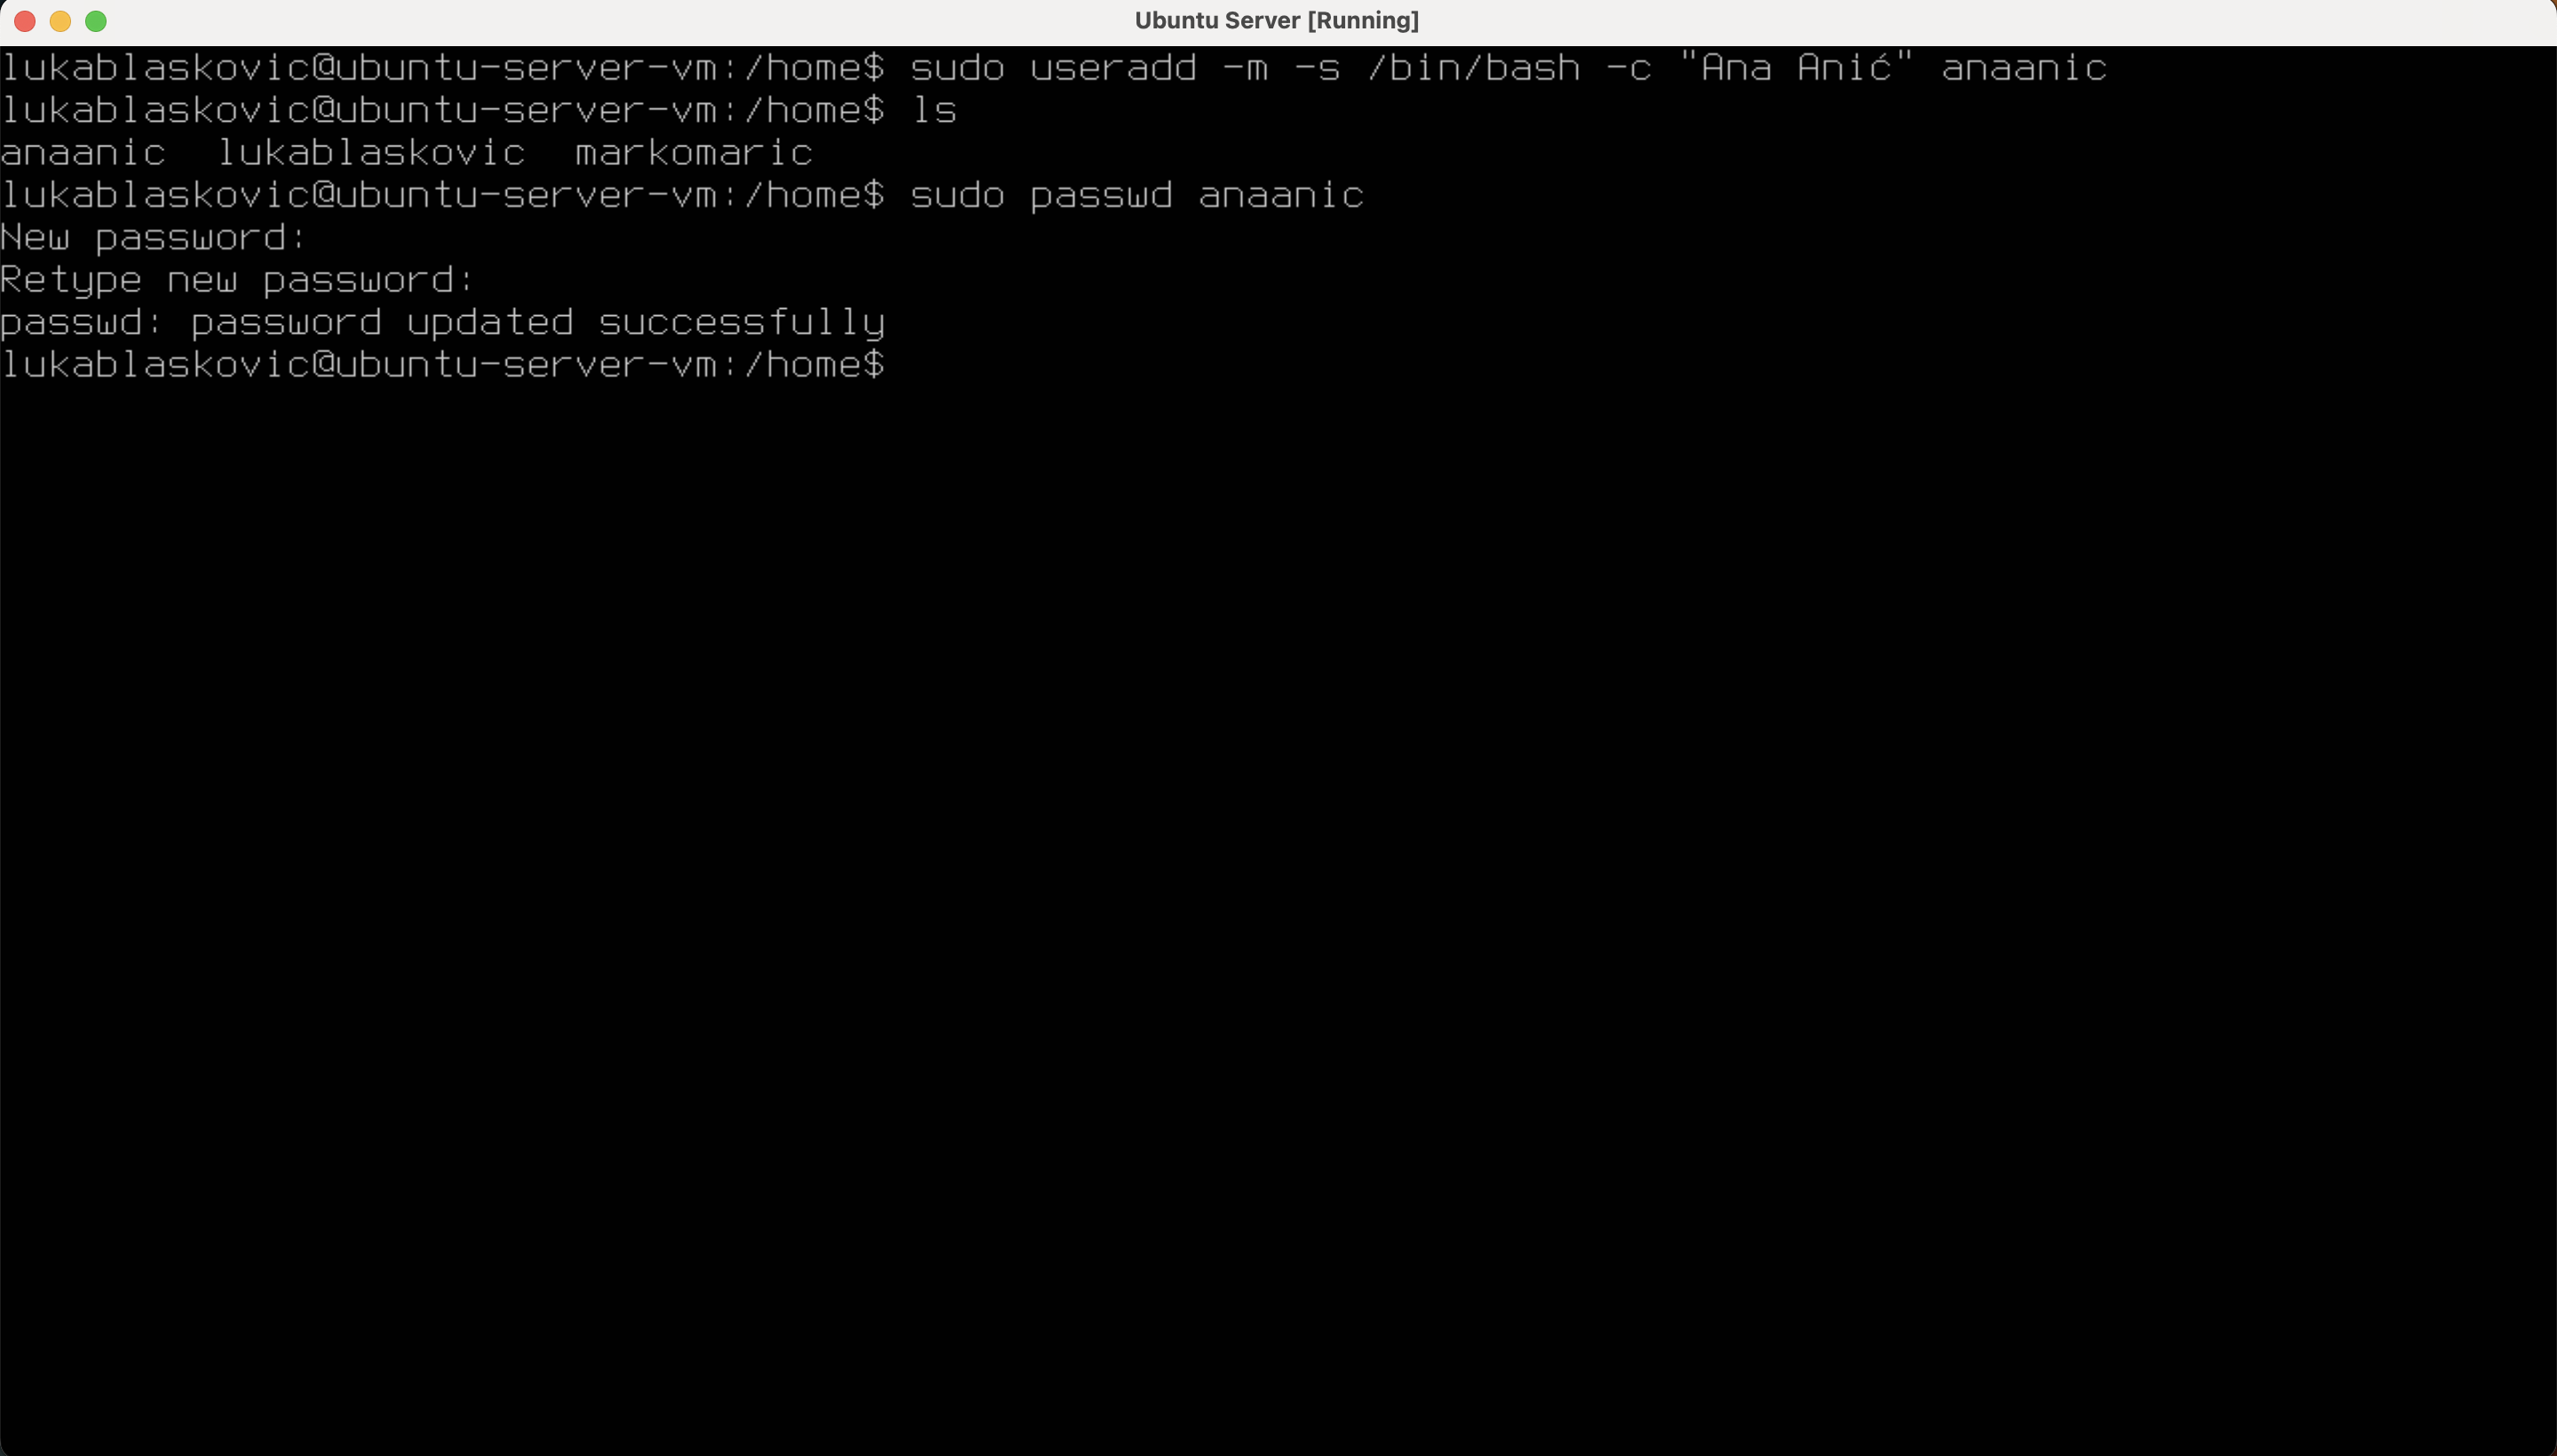 Ubuntu Server [Running]
lukablaskovic@ubuntu-server-vm:/home$ sudo useradd -m -s /bin/bash -c "Ana Anić" anaanic
lukablaskovic@ubuntu-server-vm:/home$ ls
anaanic  lukablaskovic  markomaric
lukablaskovic@ubuntu-server-vm:/home$ sudo passwd anaanic
New password:
Retype new password:
passwd: password updated successfully
lukablaskovic@ubuntu-server-vm:/home$